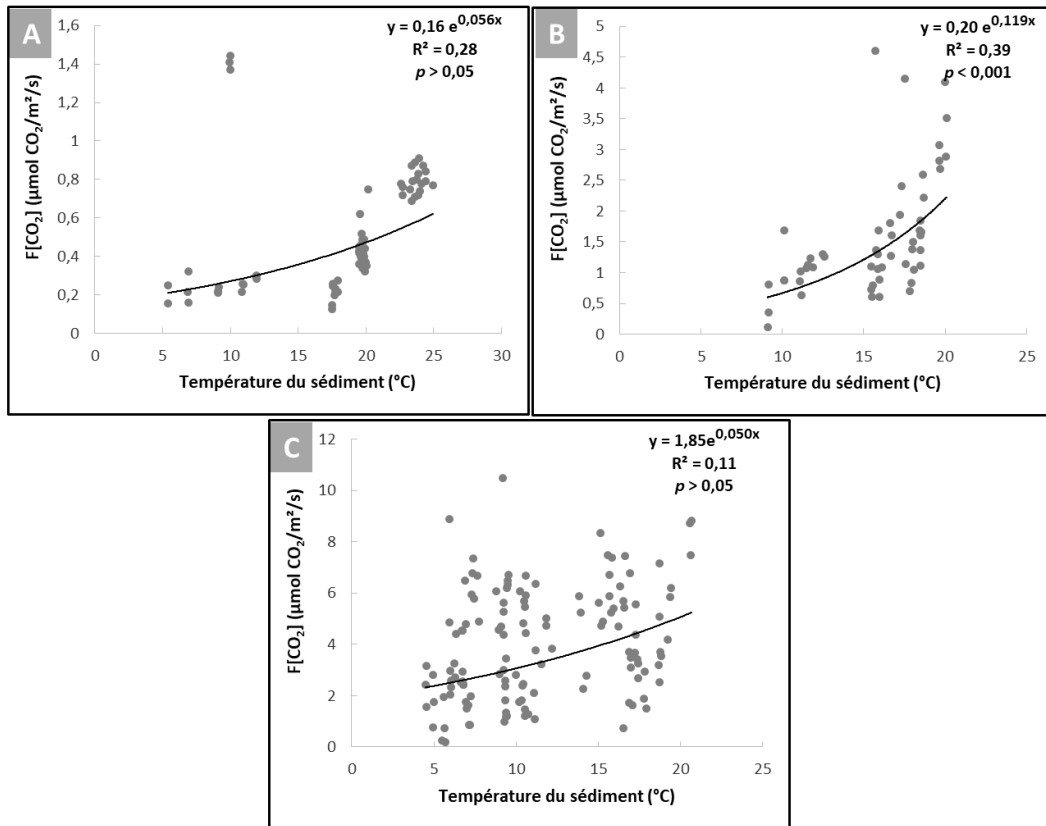 A
y = 0,16 e^0,056x
R² = 0,28
p > 0,05
F[CO₂] (µmol CO₂/m²/s)
1,6
1,4
1,2
1
0,8
0,6
0,4
0,2
0
0 5 10 15 20 25 30
Température du sédiment (°C)
B
y = 0,20 e^0,119x
R² = 0,39
p < 0,001
F[CO₂] (µmol CO₂/m²/s)
5
4,5
4
3,5
3
2,5
2
1,5
1
0,5
0
0 5 10 15 20 25
Température du sédiment (°C)
C
y = 1,85e^0,050x
R² = 0,11
p > 0,05
F[CO₂] (µmol CO₂/m²/s)
12
10
8
6
4
2
0
0 5 10 15 20 25
Température du sédiment (°C)